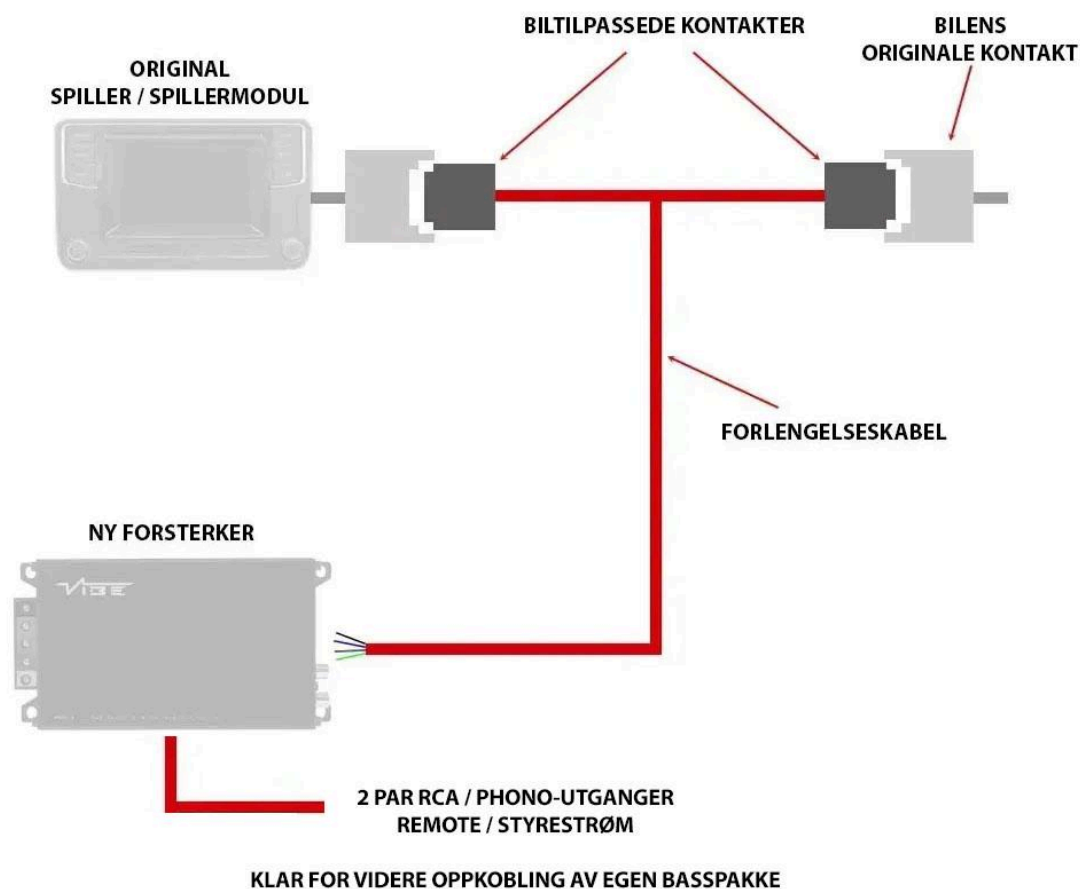 BILTILPASSEDE KONTAKTER
BILENS
ORIGINALE KONTAKT
ORIGINAL
SPILLER / SPILLERMODUL
FORLENGELSESKABEL
NY FORSTERKER
VIBE
2 PAR RCA / PHONO-UTGANGER
REMOTE / STYRESTRØM
KLAR FOR VIDERE OPPKOBLING AV EGEN BASSPAKKE